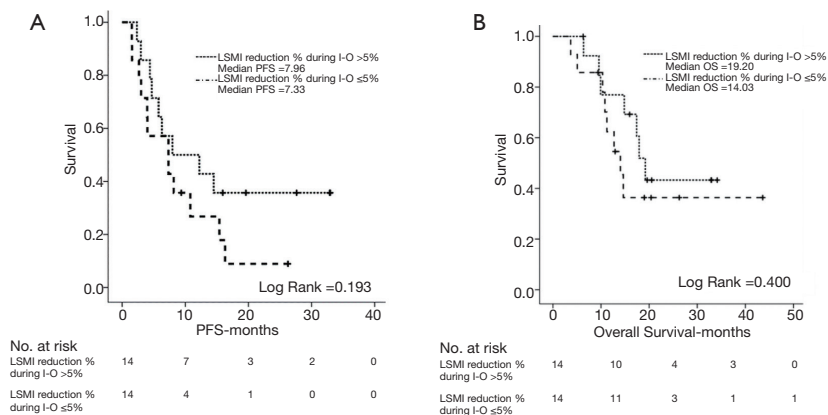 A
1.0
0.8
0.6
0.4
0.2
0.0
Survival
LSMI reduction % during I-O >5%
Median PFS =7.96
LSMI reduction % during I-O ≤5%
Median PFS =7.33
Log Rank =0.193
0 10 20 30 40
PFS-months
No. at risk
LSMI reduction % 14 7 3 2 0
during I-O >5%
LSMI reduction % 14 4 1 0 0
during I-O ≤5%
B
1.0
0.8
0.6
0.4
0.2
0.0
Survival
LSMI reduction % during I-O >5%
Median OS =19.20
LSMI reduction % during I-O ≤5%
Median OS =14.03
Log Rank =0.400
0 10 20 30 40 50
Overall Survival-months
No. at risk
LSMI reduction % 14 10 4 3 0
during I-O >5%
LSMI reduction % 14 11 3 1 1
during I-O ≤5%